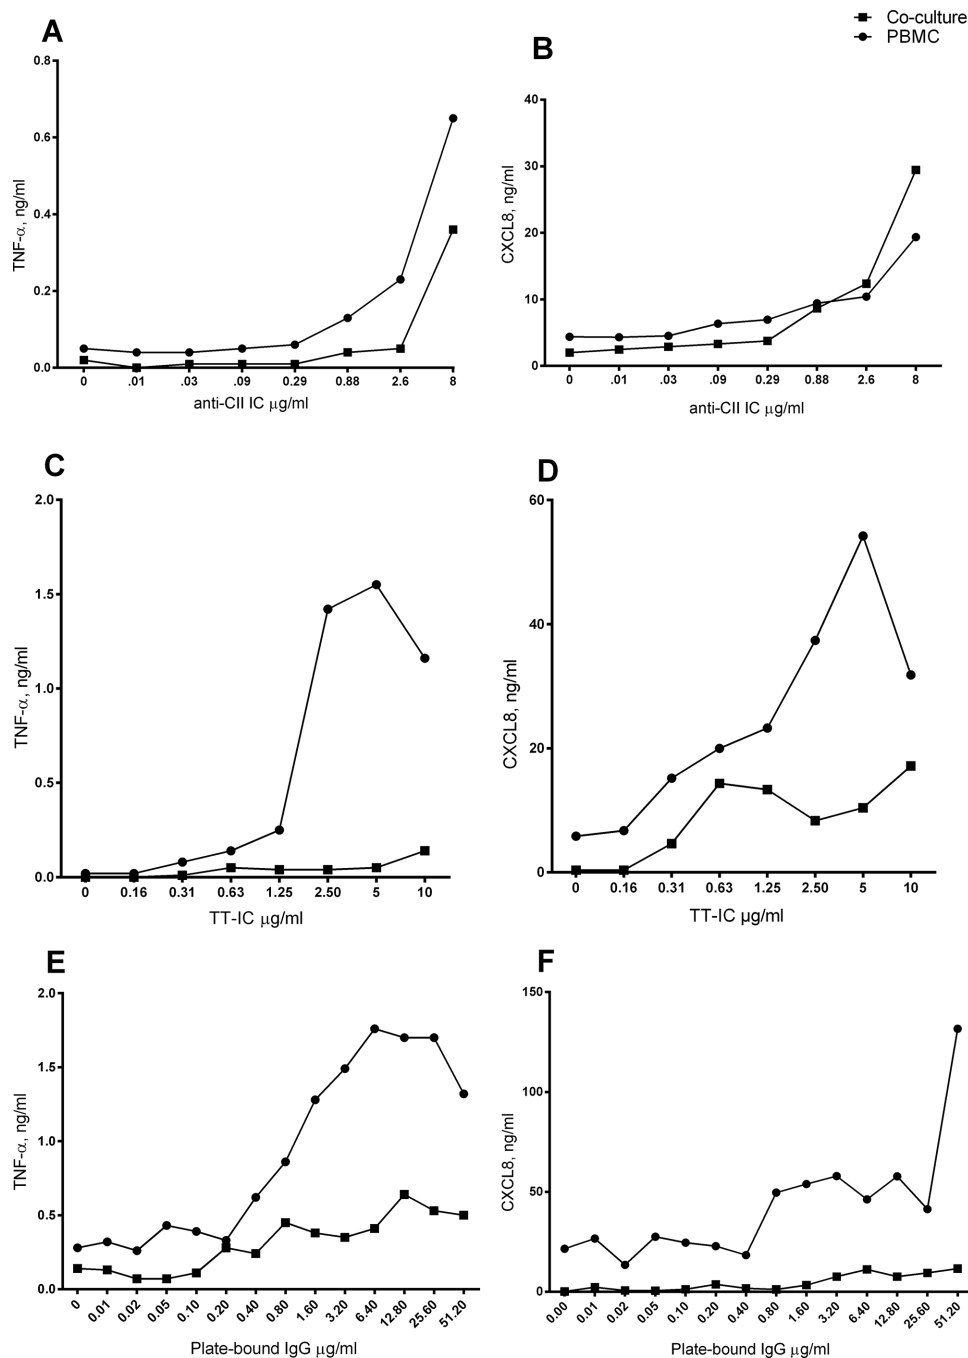 Co-culture
PBMC
A
TNF-α, ng/ml
0.8
0.6
0.4
0.2
0.0
0 .01 .03 .09 0.29 0.88 2.6 8
anti-CII IC μg/ml
B
CXCL8, ng/ml
40
30
20
10
0
0 .01 .03 .09 0.29 0.88 2.6 8
anti-CII IC μg/ml
C
TNF-α, ng/ml
2.0
1.5
1.0
0.5
0.0
0 0.16 0.31 0.63 1.25 2.50 5 10
TT-IC μg/ml
D
CXCL8, ng/ml
60
40
20
0
0 0.16 0.31 0.63 1.25 2.50 5 10
TT-IC µg/ml
E
TNF-α, ng/ml
2.0
1.5
1.0
0.5
0.0
0 0.01 0.02 0.05 0.10 0.20 0.40 0.80 1.60 3.20 6.40 12.80 25.60 51.20
Plate-bound IgG μg/ml
F
CXCL8, ng/ml
150
100
50
0
0.00 0.01 0.02 0.05 0.10 0.20 0.40 0.80 1.60 3.20 6.40 12.80 25.60 51.20
Plate-bound IgG μg/ml